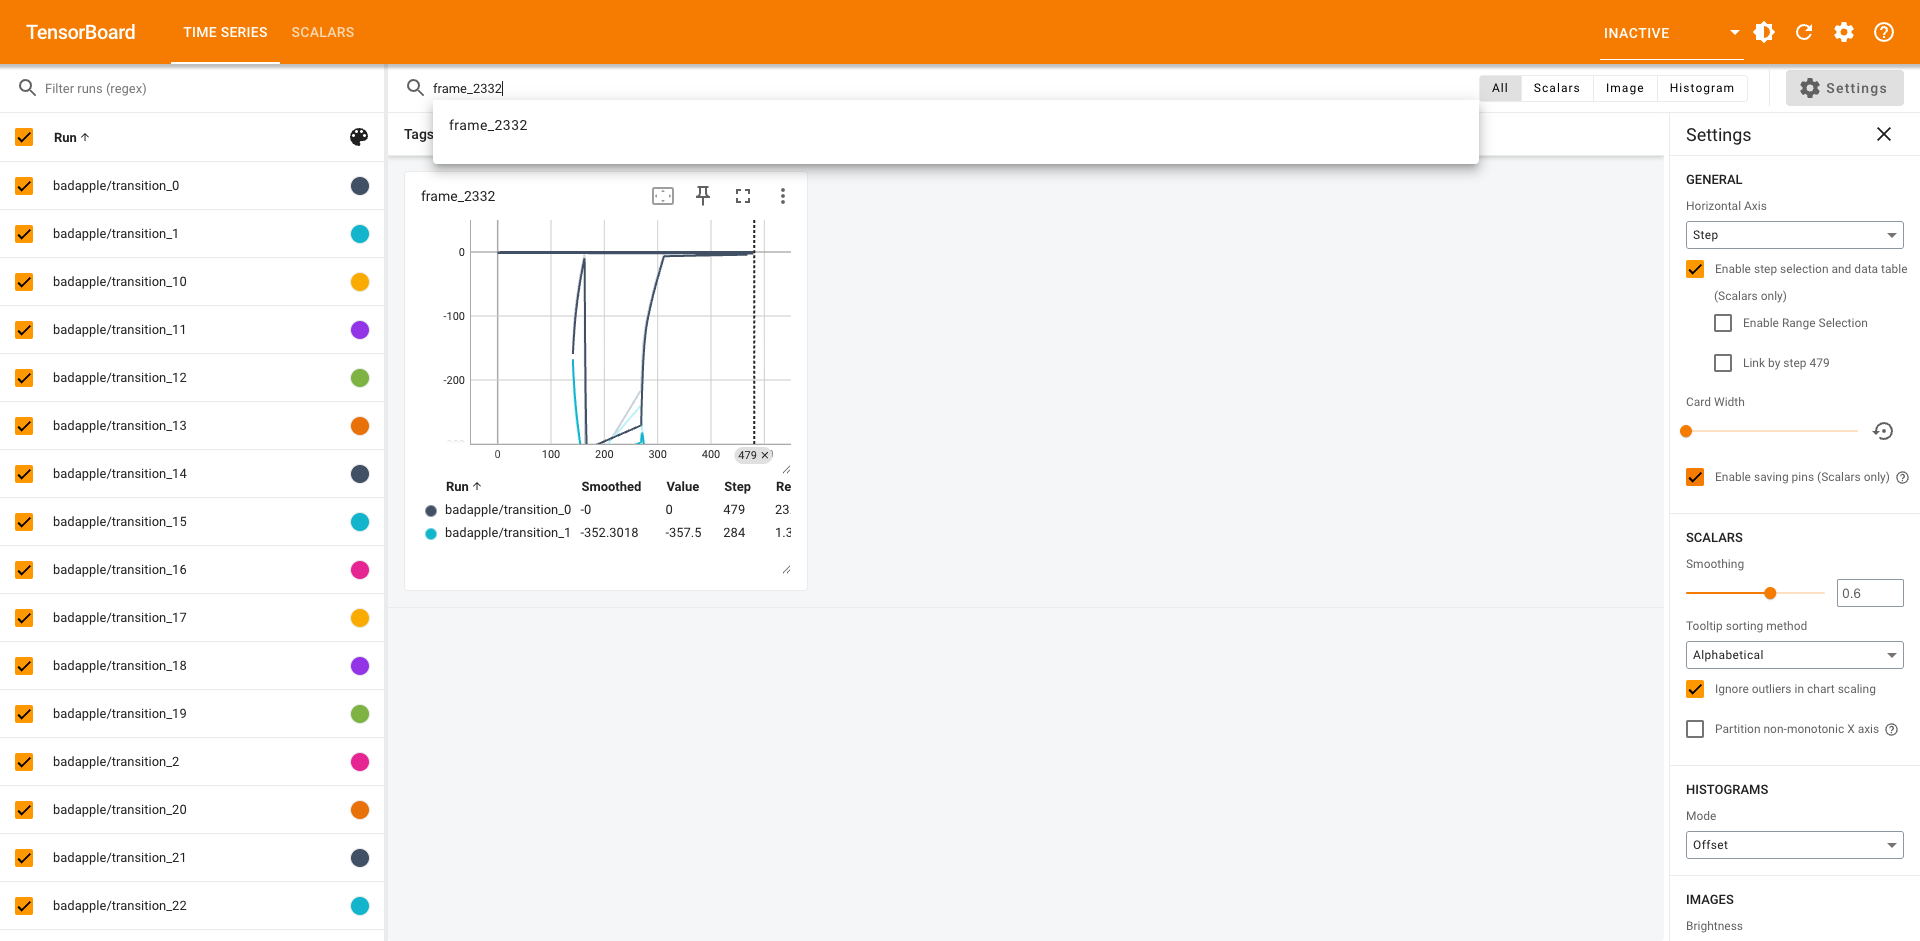 TensorBoard
TIME SERIES
SCALARS
INACTIVE
Filter runs (regex)
frame_2332
All
Scalars
Image
Histogram
Settings
frame_2332
Run
Tags
Settings
badapple/transition_0
badapple/transition_1
badapple/transition_10
badapple/transition_11
badapple/transition_12
badapple/transition_13
badapple/transition_14
badapple/transition_15
badapple/transition_16
badapple/transition_17
badapple/transition_18
badapple/transition_19
badapple/transition_2
badapple/transition_20
badapple/transition_21
badapple/transition_22
frame_2332
0
-100
-200
0
100
200
300
400
479
Run Smoothed Value Step Re
badapple/transition_0 -0 0 479 23.
badapple/transition_1 -352.3018 -357.5 284 1.3
GENERAL
Horizontal Axis
Step
Enable step selection and data table
(Scalars only)
Enable Range Selection
Link by step 479
Card Width
Enable saving pins (Scalars only)
SCALARS
Smoothing
0.6
Tooltip sorting method
Alphabetical
Ignore outliers in chart scaling
Partition non-monotonic X axis
HISTOGRAMS
Mode
Offset
IMAGES
Brightness